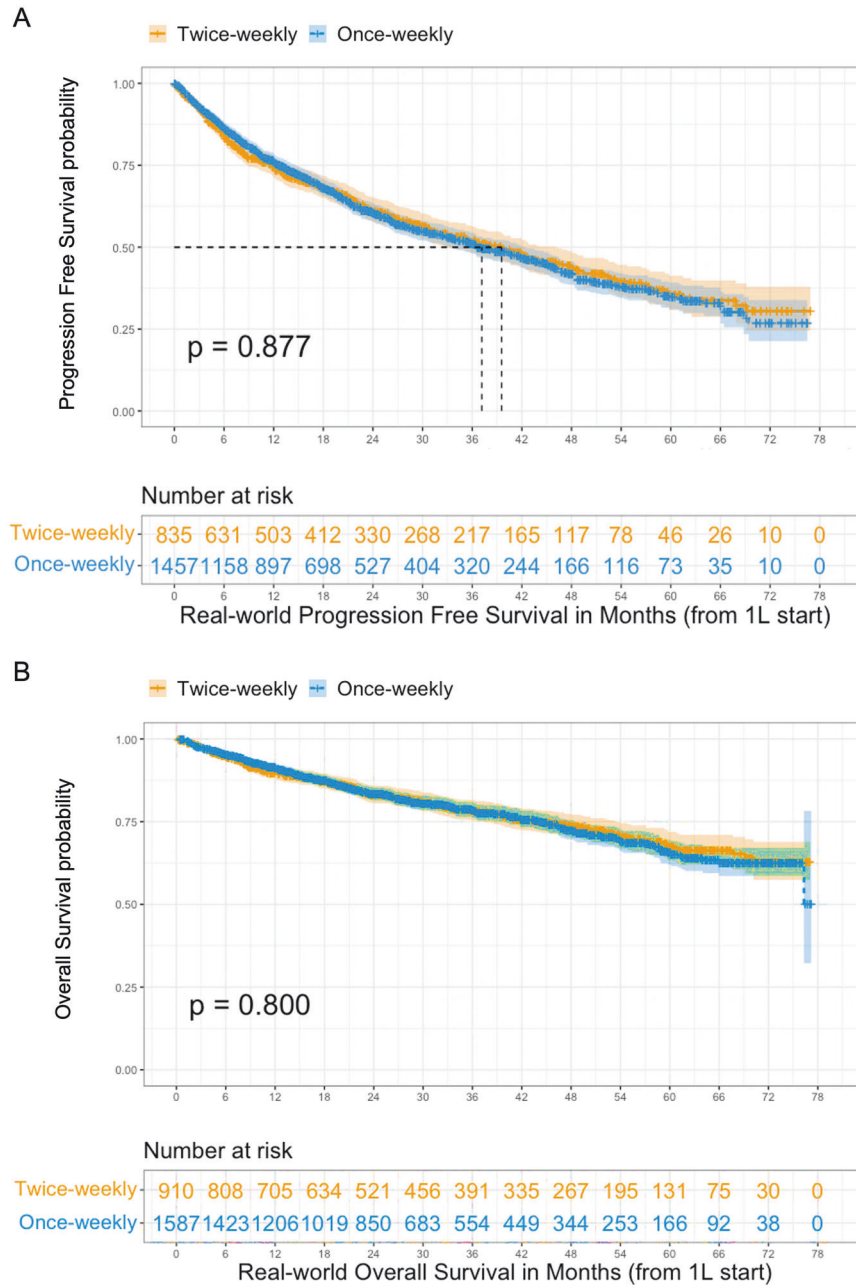 A
Twice-weekly Once-weekly
Progression Free Survival probability
1.00
0.75
0.50
0.25
0.00
p = 0.877
0 6 12 18 24 30 36 42 48 54 60 66 72 78
Number at risk
Twice-weekly 835 631 503 412 330 268 217 165 117 78 46 26 10 0
Once-weekly 1457 1158 897 698 527 404 320 244 166 116 73 35 10 0
0 6 12 18 24 30 36 42 48 54 60 66 72 78
Real-world Progression Free Survival in Months (from 1L start)
B
Twice-weekly Once-weekly
Overall Survival probability
1.00
0.75
0.50
0.25
0.00
p = 0.800
0 6 12 18 24 30 36 42 48 54 60 66 72 78
Number at risk
Twice-weekly 910 808 705 634 521 456 391 335 267 195 131 75 30 0
Once-weekly 1587 1423 1206 1019 850 683 554 449 344 253 166 92 38 0
0 6 12 18 24 30 36 42 48 54 60 66 72 78
Real-world Overall Survival in Months (from 1L start)